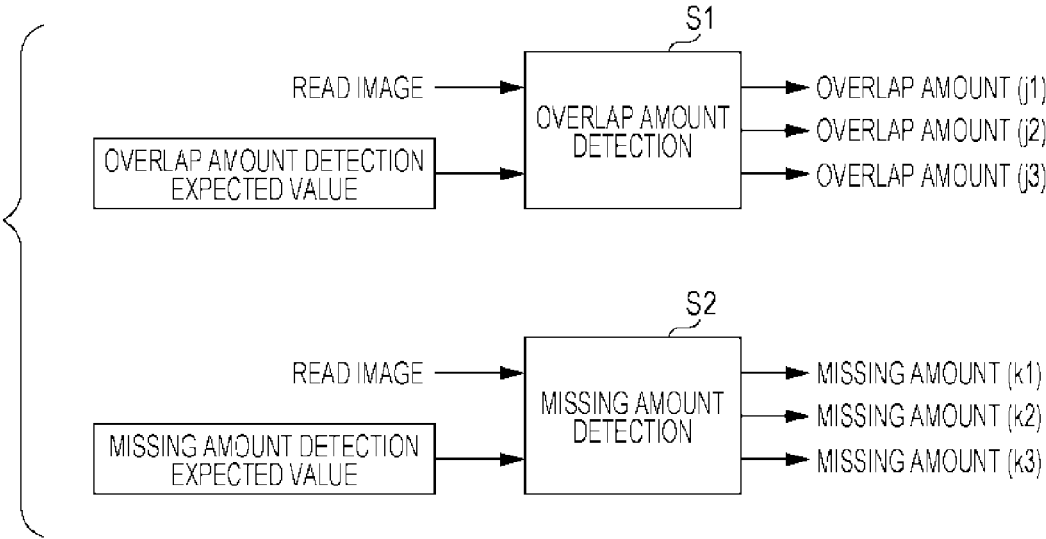 S1
READ IMAGE
OVERLAP AMOUNT DETECTION
EXPECTED VALUE
OVERLAP AMOUNT
DETECTION
OVERLAP AMOUNT (j1)
OVERLAP AMOUNT (j2)
OVERLAP AMOUNT (j3)
S2
READ IMAGE
MISSING AMOUNT DETECTION
EXPECTED VALUE
MISSING AMOUNT
DETECTION
MISSING AMOUNT (k1)
MISSING AMOUNT (k2)
MISSING AMOUNT (k3)